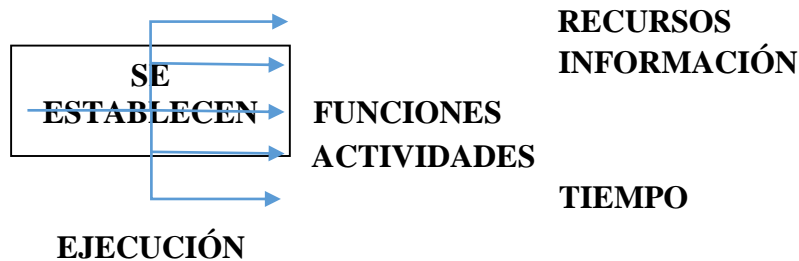 RECURSOS
INFORMACIÓN
SE
ESTABLECEN
FUNCIONES
ACTIVIDADES
TIEMPO
EJECUCIÓN